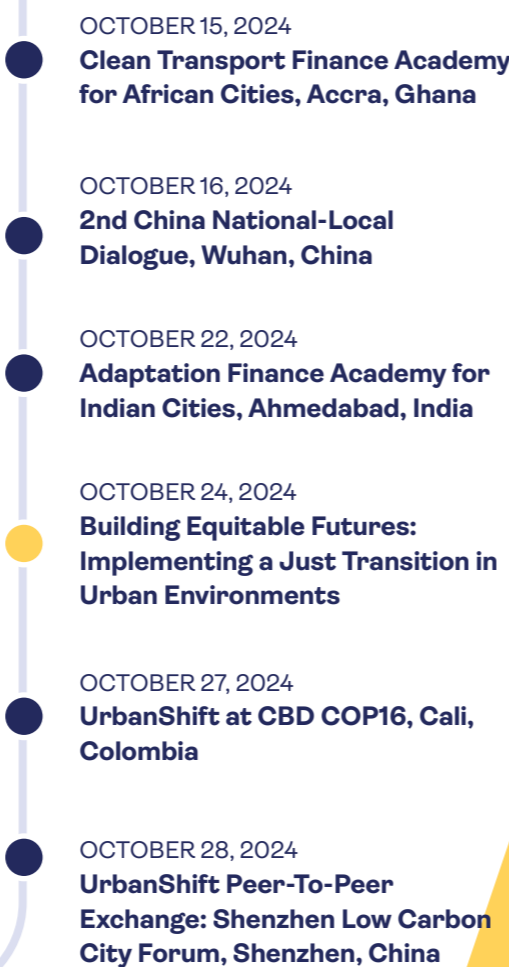 OCTOBER 15, 2024
Clean Transport Finance Academy
for African Cities, Accra, Ghana
OCTOBER 16, 2024
2nd China National-Local
Dialogue, Wuhan, China
OCTOBER 22, 2024
Adaptation Finance Academy for
Indian Cities, Ahmedabad, India
OCTOBER 24, 2024
Building Equitable Futures:
Implementing a Just Transition in
Urban Environments
OCTOBER 27, 2024
UrbanShift at CBD COP16, Cali,
Colombia
OCTOBER 28, 2024
UrbanShift Peer-To-Peer
Exchange: Shenzhen Low Carbon
City Forum, Shenzhen, China